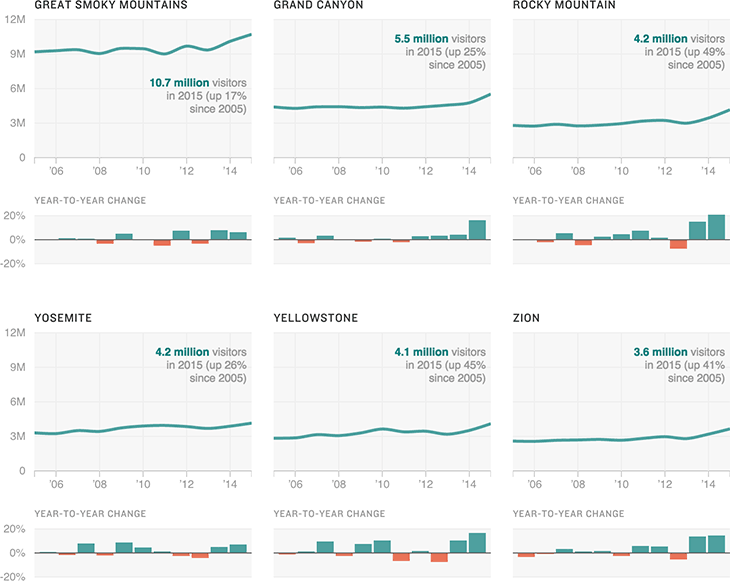 GREAT SMOKY MOUNTAINS
GRAND CANYON
ROCKY MOUNTAIN
12M
9M
6M
3M
0
10.7 million visitors
in 2015 (up 17%
since 2005)
5.5 million visitors
in 2015 (up 25%
since 2005)
4.2 million visitors
in 2015 (up 49%
since 2005)
'06 '08 '10 '12 '14
'06 '08 '10 '12 '14
'06 '08 '10 '12 '14
YEAR-TO-YEAR CHANGE
YEAR-TO-YEAR CHANGE
YEAR-TO-YEAR CHANGE
20%
0%
-20%
YOSEMITE
YELLOWSTONE
ZION
12M
9M
6M
3M
0
4.2 million visitors
in 2015 (up 26%
since 2005)
4.1 million visitors
in 2015 (up 45%
since 2005)
3.6 million visitors
in 2015 (up 41%
since 2005)
'06 '08 '10 '12 '14
'06 '08 '10 '12 '14
'06 '08 '10 '12 '14
YEAR-TO-YEAR CHANGE
YEAR-TO-YEAR CHANGE
YEAR-TO-YEAR CHANGE
20%
0%
-20%